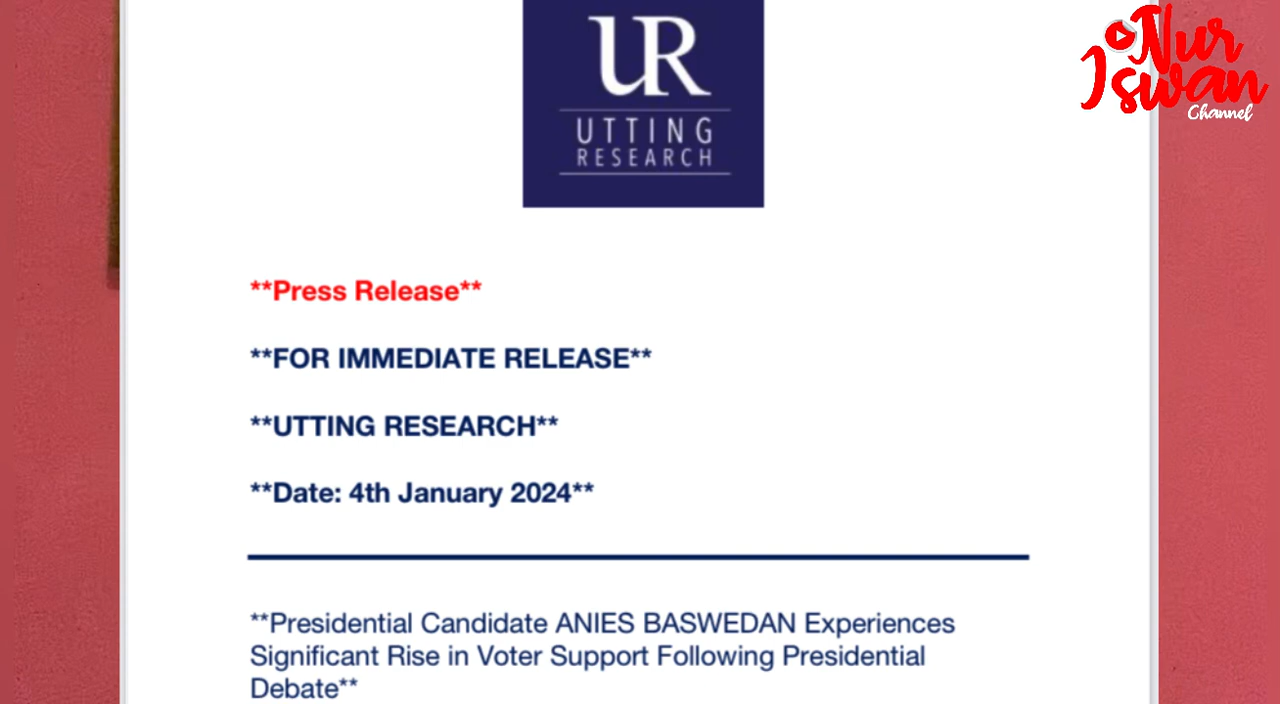 UR
UTTING
RESEARCH
Nur
Iswan
Channel
**Press Release**
**FOR IMMEDIATE RELEASE**
**UTTING RESEARCH**
**Date: 4th January 2024**
**Presidential Candidate ANIES BASWEDAN Experiences
Significant Rise in Voter Support Following Presidential
Debate**